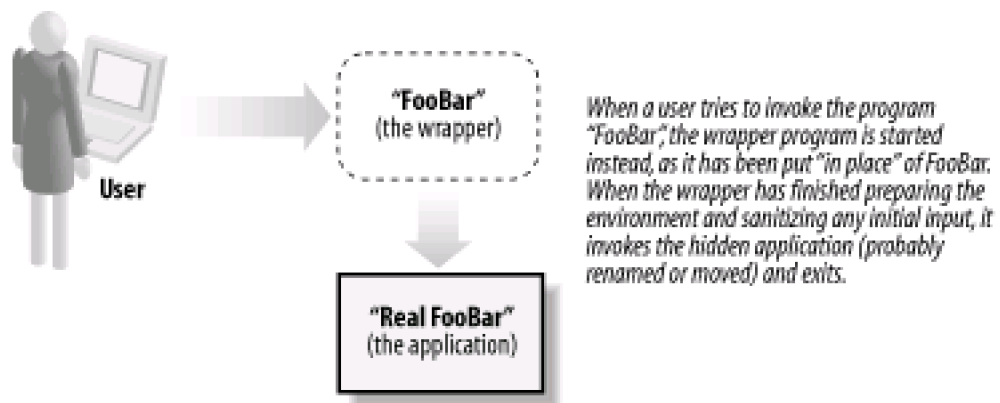 "FooBar"
(the wrapper)
User
"Real FooBar"
(the application)
When a user tries to invoke the program
"FooBar", the wrapper program is started
instead, as it has been put "in place" of FooBar.
When the wrapper has finished preparing the
environment and sanitizing any initial input, it
invokes the hidden application (probably
renamed or moved) and exits.